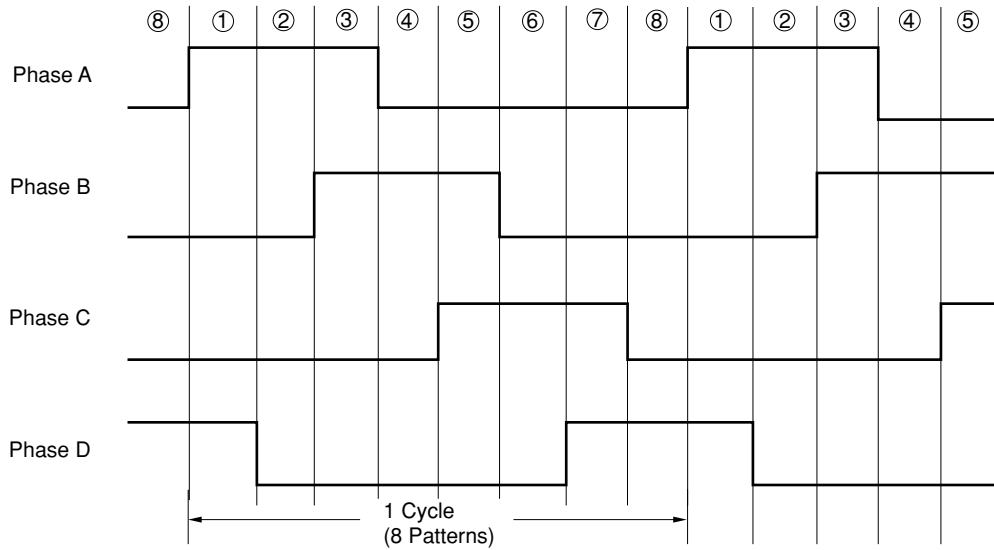 ⑧ ① ② ③ ④ ⑤ ⑥ ⑦ ⑧ ① ② ③ ④ ⑤
Phase A
Phase B
Phase C
Phase D
1 Cycle
(8 Patterns)